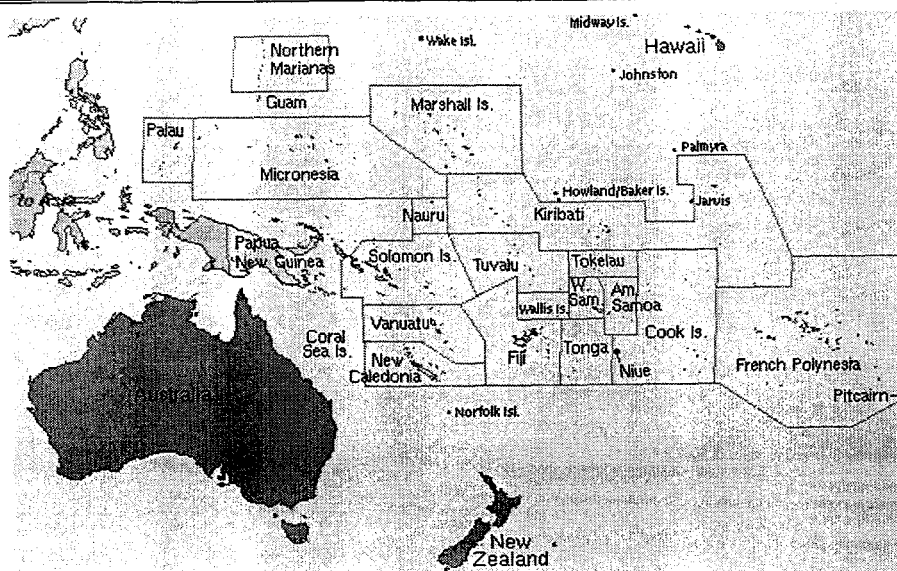 Midway Is.
Hawaii
Northern
Marianas
Wake Isl.
Johnston
Guam
Marshall Is.
Palau
Palmyra
Micronesia
Howland/Baker Is.
Jarvis
to Asia
Nauru
Kiribati
Papua
New Guinea
Solomon Is.
Tuvalu
Tokelau
W.
Sam.
Am.
Samoa
Wallis Is.
Coral
Sea Is.
Vanuatu
Cook Is.
Fiji
Tonga
New
Caledonia
Niue
French Polynesia
Pitcairn
Australia
Norfolk Isl.
New
Zealand